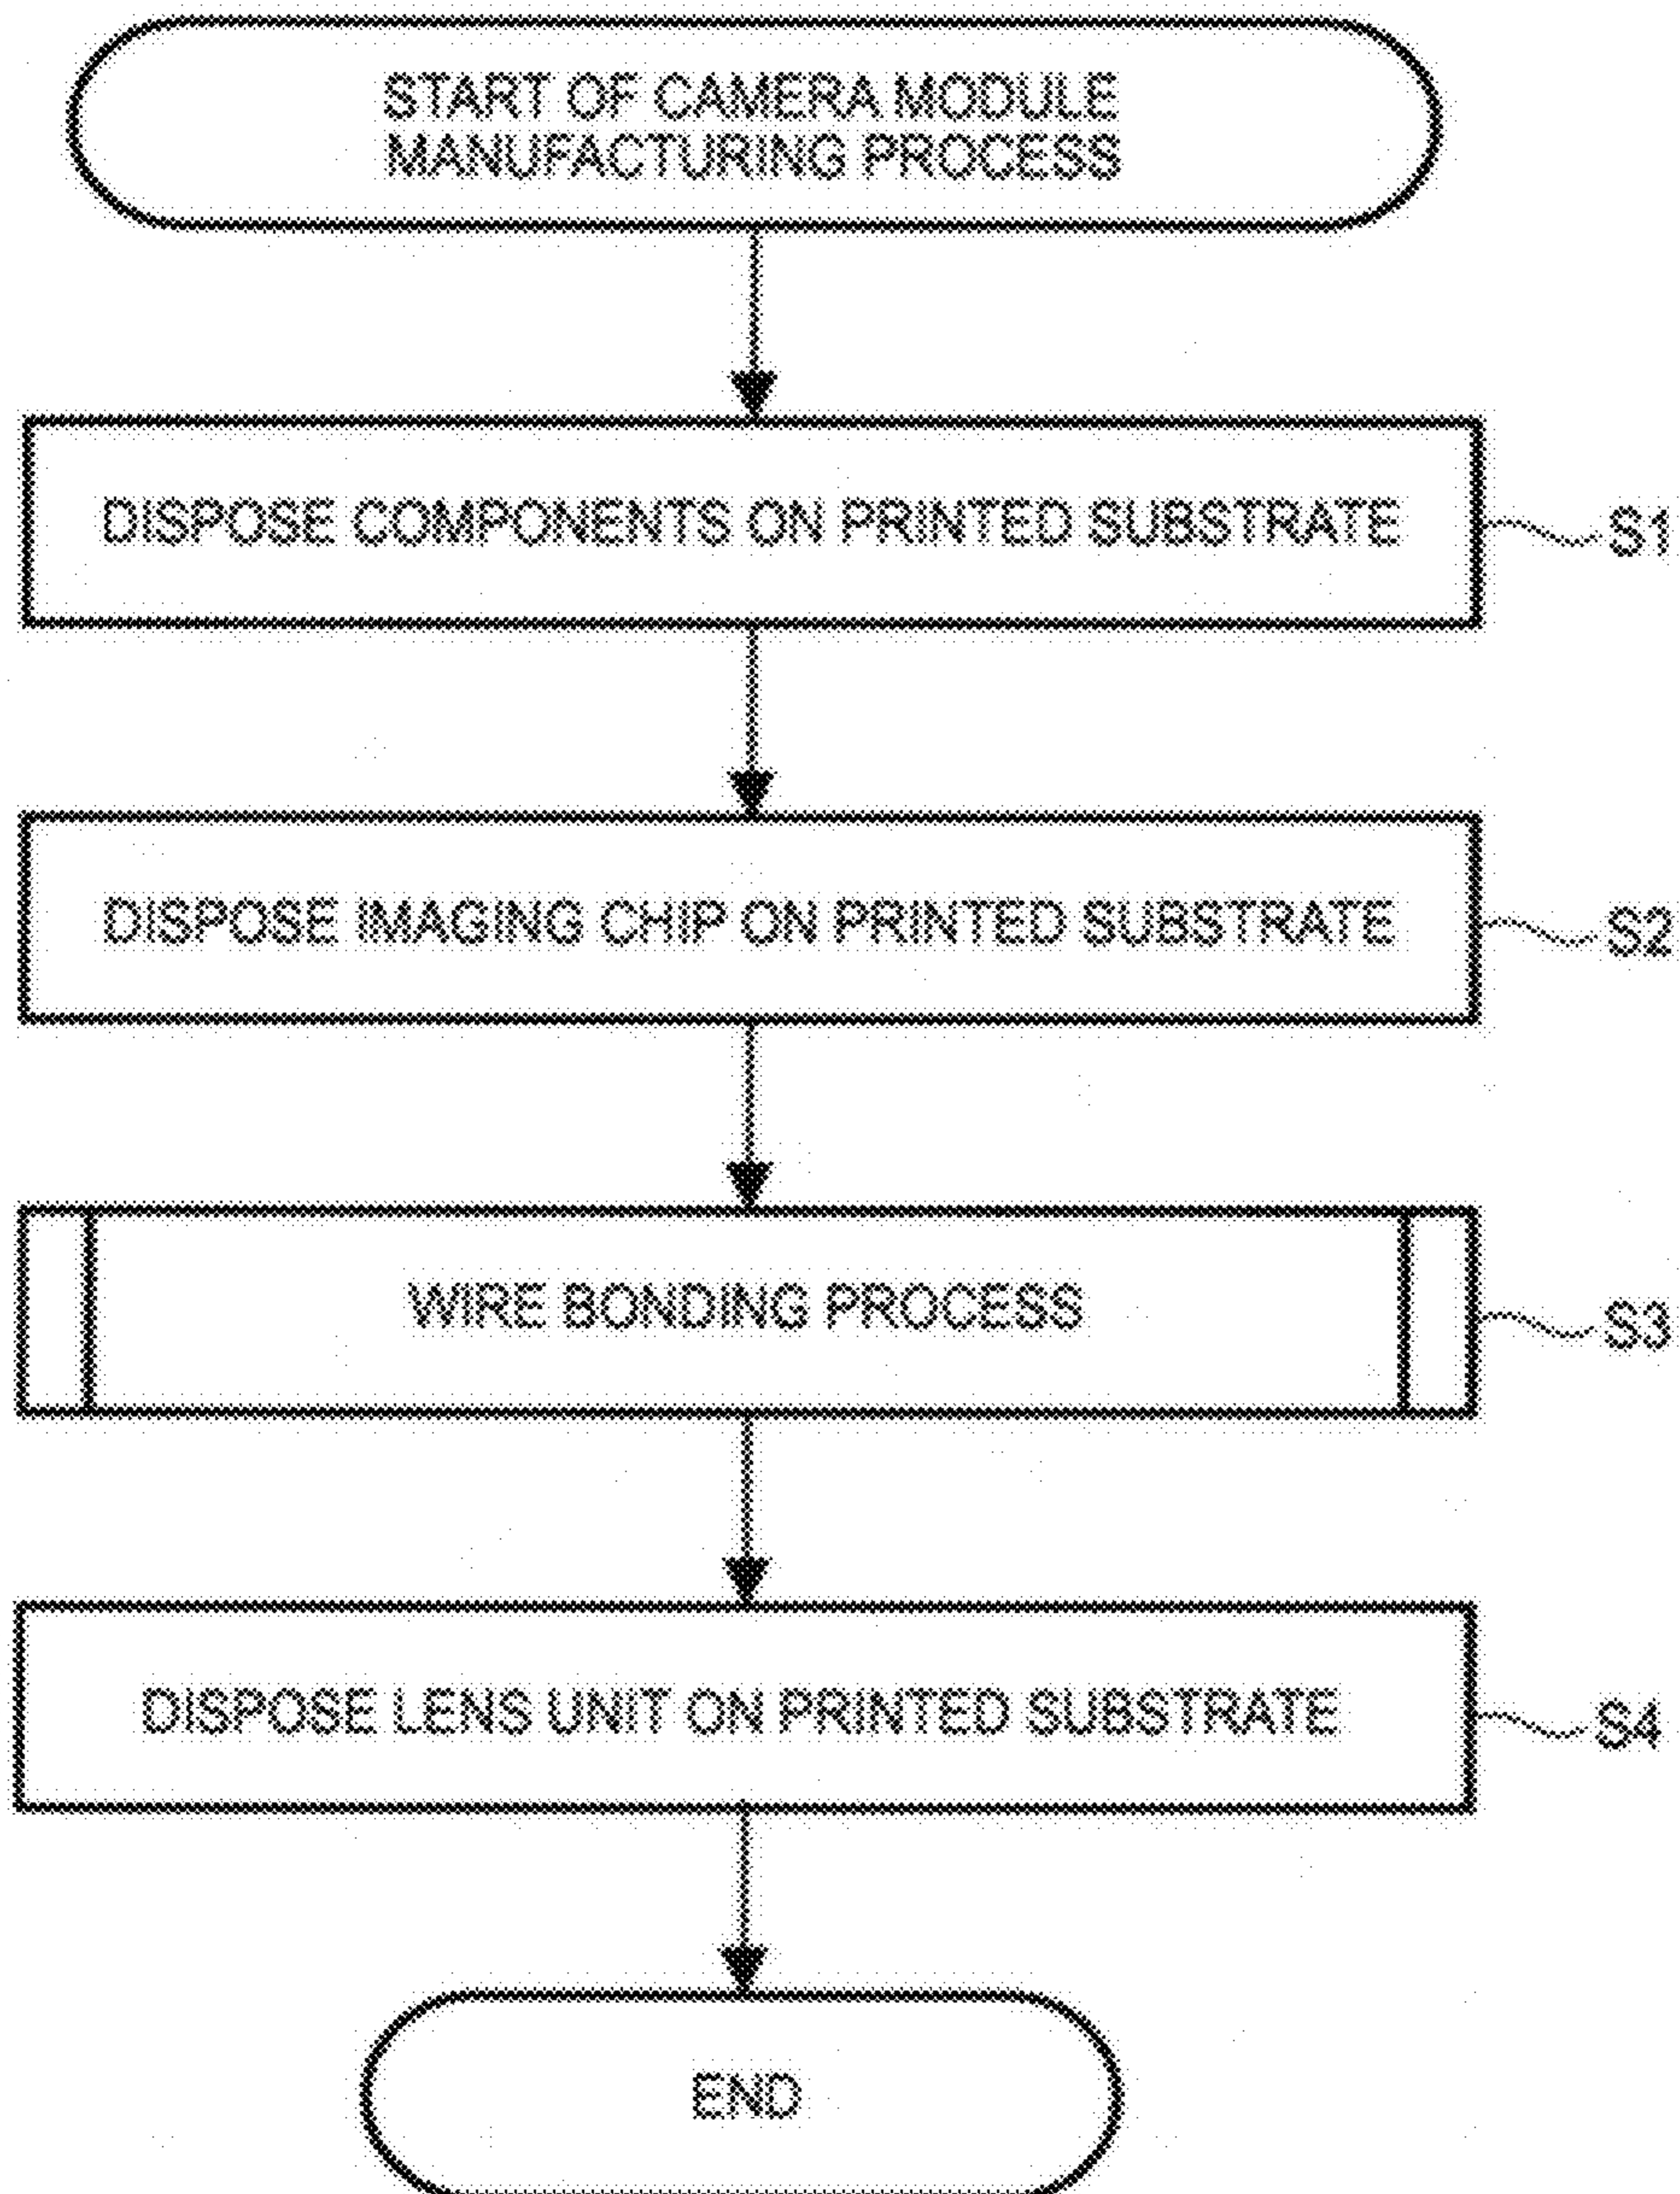 START OF CAMERA MODULE
MANUFACTURING PROCESS
DISPOSE COMPONENTS ON PRINTED SUBSTRATE
S1
DISPOSE IMAGING CHIP ON PRINTED SUBSTRATE
S2
WIRE BONDING PROCESS
S3
DISPOSE LENS UNIT ON PRINTED SUBSTRATE
S4
END